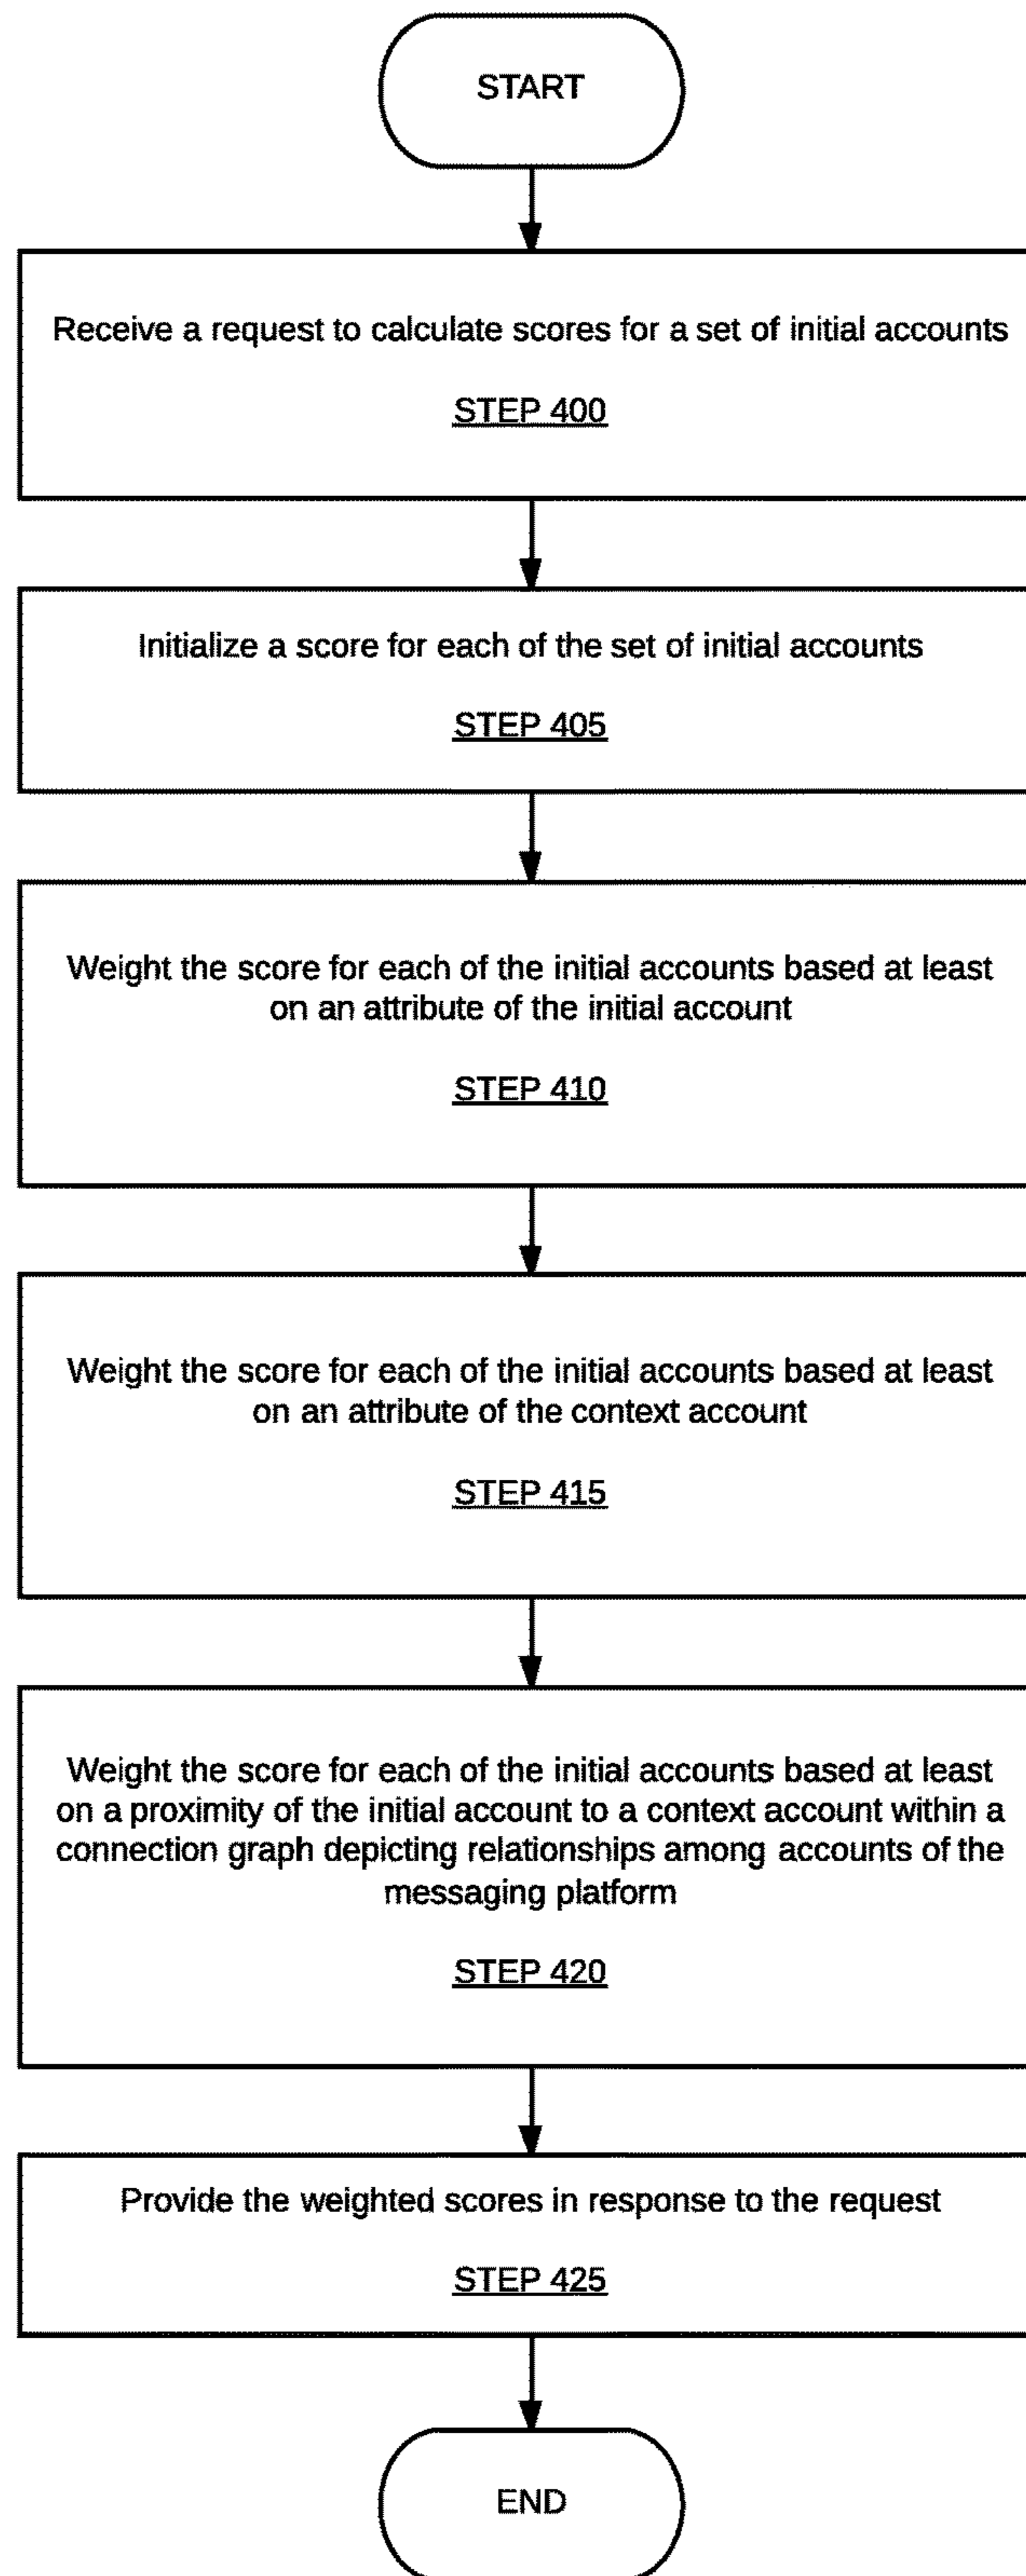 START
Receive a request to calculate scores for a set of initial accounts
STEP 400
Initialize a score for each of the set of initial accounts
STEP 405
Weight the score for each of the initial accounts based at least
on an attribute of the initial account
STEP 410
Weight the score for each of the initial accounts based at least
on an attribute of the context account
STEP 415
Weight the score for each of the initial accounts based at least
on a proximity of the initial account to a context account within a
connection graph depicting relationships among accounts of the
messaging platform
STEP 420
Provide the weighted scores in response to the request
STEP 425
END